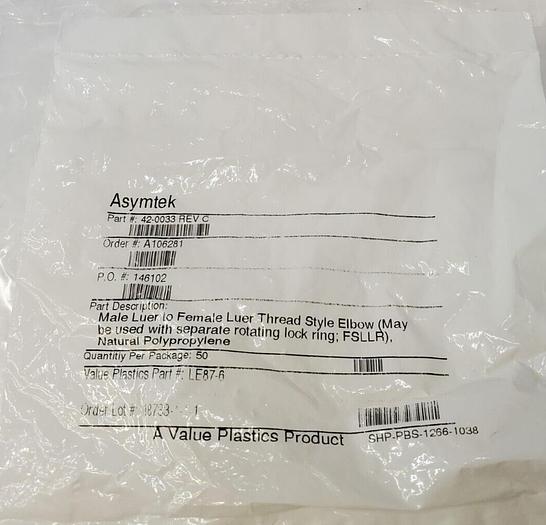 Asymtek
Part #: 42-0033 REV C
Order #: A106281
P.O. #: 146102
Part Description:
Male Luer to Female Luer Thread Style Elbow (May
be used with separate rotating lock ring; FSLLR),
Natural Polypropylene
Quantitiy Per Package: 50
Value Plastics Part #: LE87-6
Order Lot #:
A Value Plastics Product
SHP-PBS-1266-1038